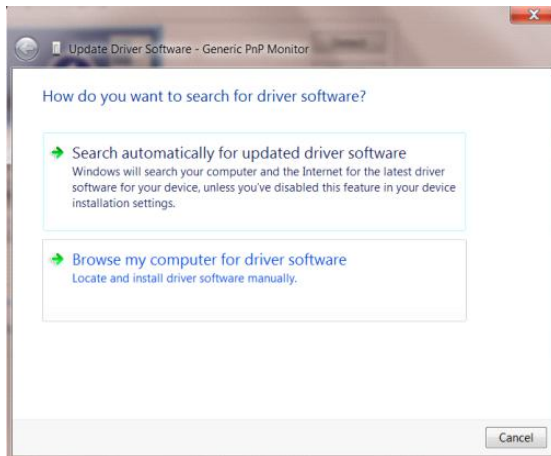 Update Driver Software - Generic PnP Monitor
How do you want to search for driver software?
Search automatically for updated driver software
Windows will search your computer and the Internet for the latest driver
software for your device, unless you've disabled this feature in your device
installation settings.
Browse my computer for driver software
Locate and install driver software manually.
Cancel